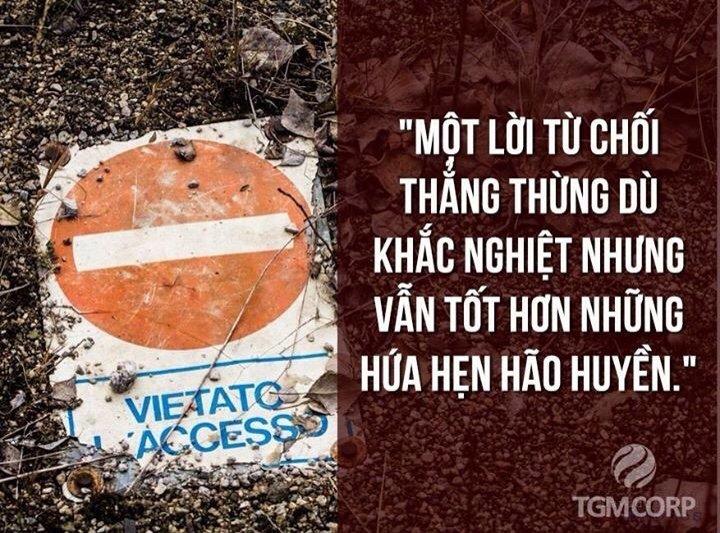 VIETATO
L'ACCESSO
"MỘT LỜI TỪ CHỐI
THẲNG THỪNG DÙ
KHẮC NGHIỆT NHƯNG
VẪN TỐT HƠN NHỮNG
HỨA HẸN HÃO HUYỀN."
TGMCORP